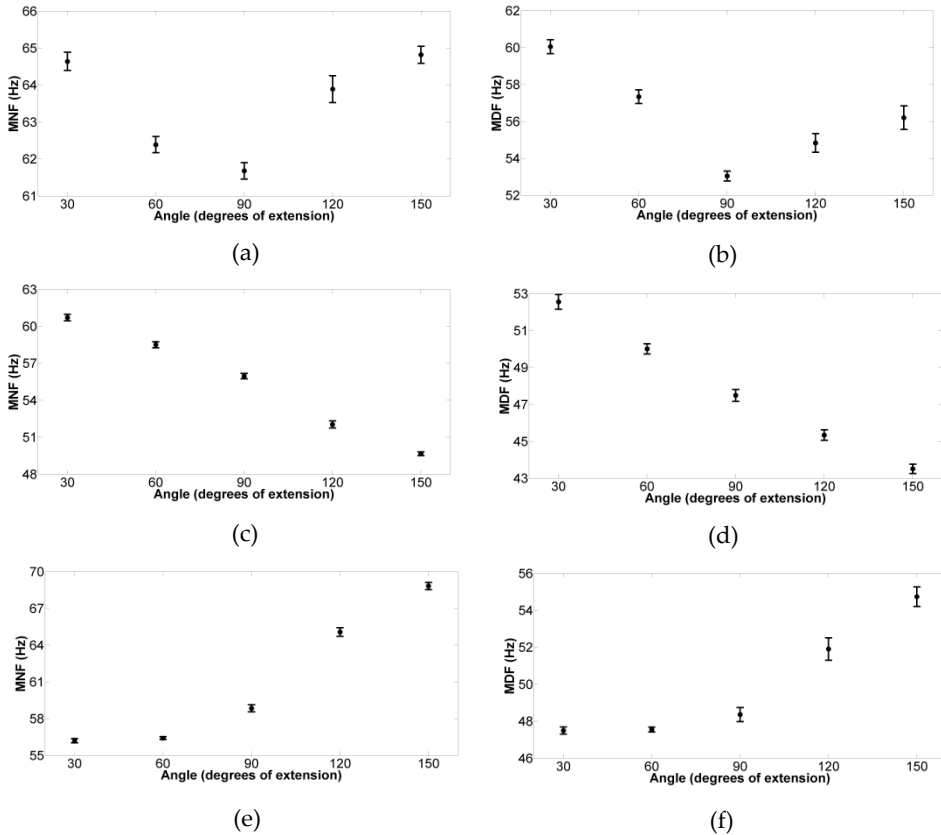 66
65
64
63
62
61
MNF (Hz)
30 60 90 120 150
Angle (degrees of extension)
(a)
62
60
58
56
54
52
MDF (Hz)
30 60 90 120 150
Angle (degrees of extension)
(b)
63
60
57
54
51
48
MNF (Hz)
30 60 90 120 150
Angle (degrees of extension)
(c)
53
51
49
47
45
43
MDF (Hz)
30 60 90 120 150
Angle (degrees of extension)
(d)
70
67
64
61
58
55
MNF (Hz)
30 60 90 120 150
Angle (degrees of extension)
(e)
56
54
52
50
48
46
MDF (Hz)
30 60 90 120 150
Angle (degrees of extension)
(f)